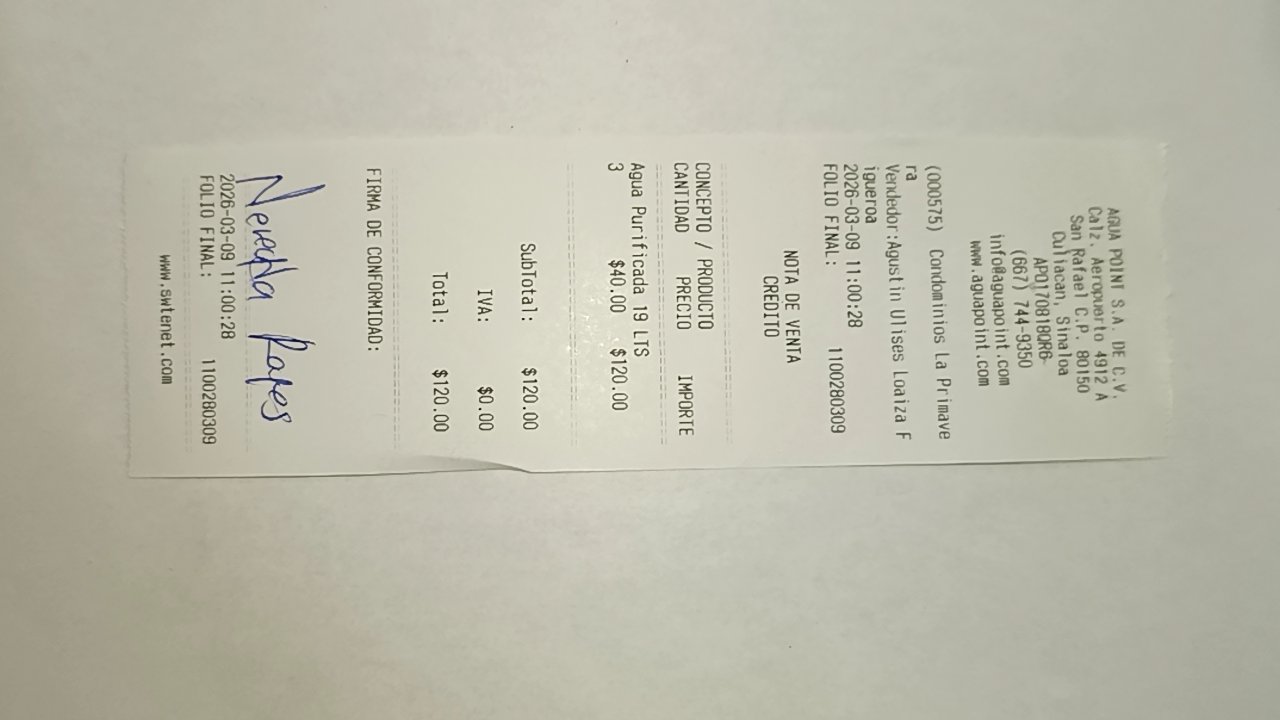 AGUA POINT S.A. DE C.V.
Calz. Aeropuerto 4912 A
San Rafael C.P. 80150
Culiacan, Sinaloa
APO170818QR6
(667) 744-9350
info@aguapoint.com
www.aguapoint.com
(000575) Condominios La Primave
ra
Vendedor:Agustin Ulises Loaiza F
igueroa
2026-03-09 11:00:28
FOLIO FINAL: 1100280309
NOTA DE VENTA
CREDITO
CONCEPTO / PRODUCTO
CANTIDAD PRECIO IMPORTE
Agua Purificada 19 LTS
3 $40.00 $120.00
SubTotal: $120.00
IVA: $0.00
Total: $120.00
FIRMA DE CONFORMIDAD:
2026-03-09 11:00:28
FOLIO FINAL: 1100280309
www.swtenet.com